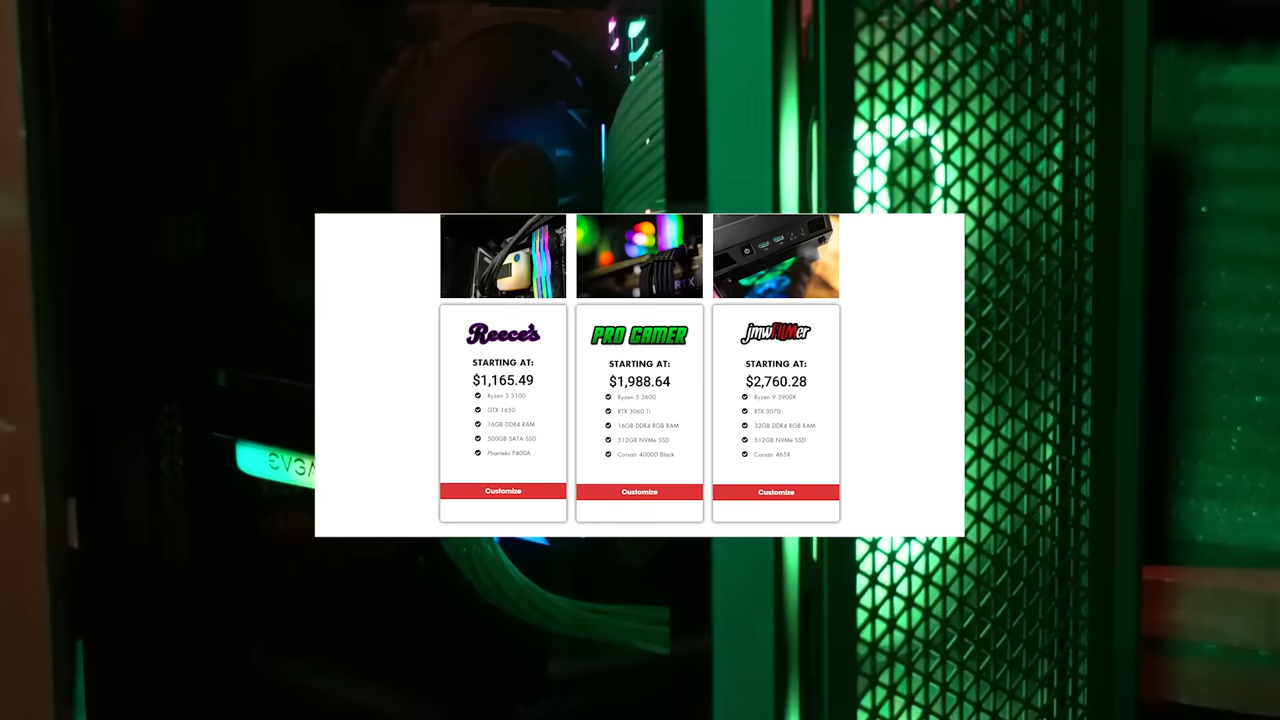 EVGA
RTX
Reece's
STARTING AT:
$1,165.49
Ryzen 3 3100
GTX 1650
16GB DDR4 RAM
500GB SATA SSD
Phanteks P400A
Customize
PRO GAMER
STARTING AT:
$1,988.64
Ryzen 5 3600
RTX 3060 Ti
16GB DDR4 RGB RAM
512GB NVMe SSD
Corsair 4000D Black
Customize
jmwFILMer
STARTING AT:
$2,760.28
Ryzen 9 3900X
RTX 3070
32GB DDR4 RGB RAM
512GB NVMe SSD
Corsair 465X
Customize